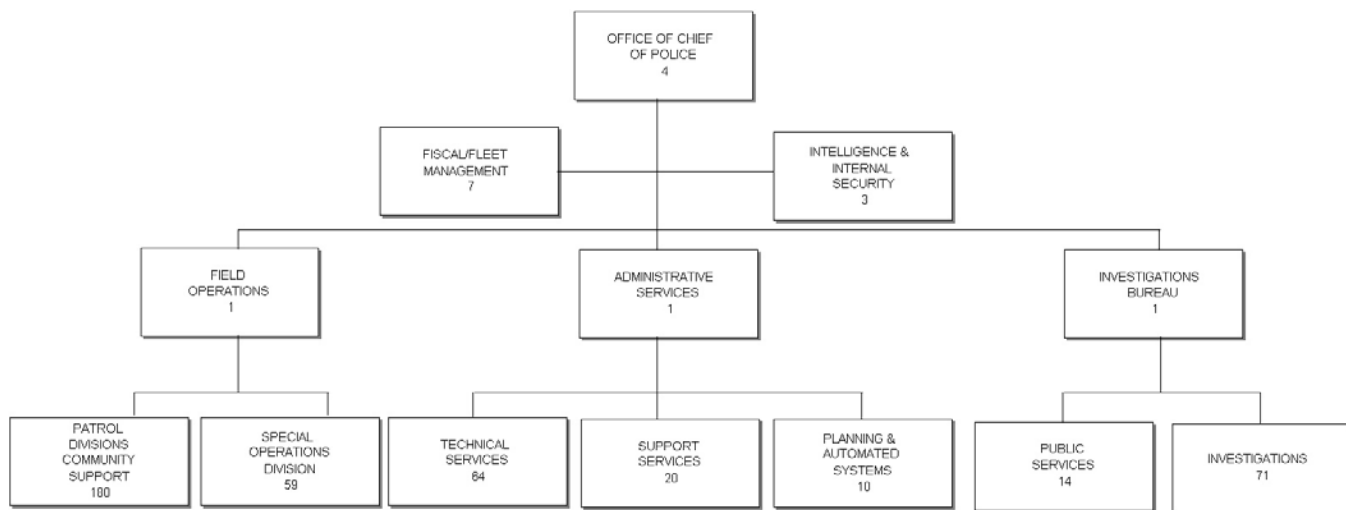 OFFICE OF CHIEF
OF POLICE
4
FISCAL/FLEET
MANAGEMENT
7
INTELLIGENCE &
INTERNAL
SECURITY
3
FIELD
OPERATIONS
1
ADMINISTRATIVE
SERVICES
1
INVESTIGATIONS
BUREAU
1
PATROL
DIVISIONS
COMMUNITY
SUPPORT
180
SPECIAL
OPERATIONS
DIVISION
59
TECHNICAL
SERVICES
64
SUPPORT
SERVICES
20
PLANNING &
AUTOMATED
SYSTEMS
10
PUBLIC
SERVICES
14
INVESTIGATIONS
71